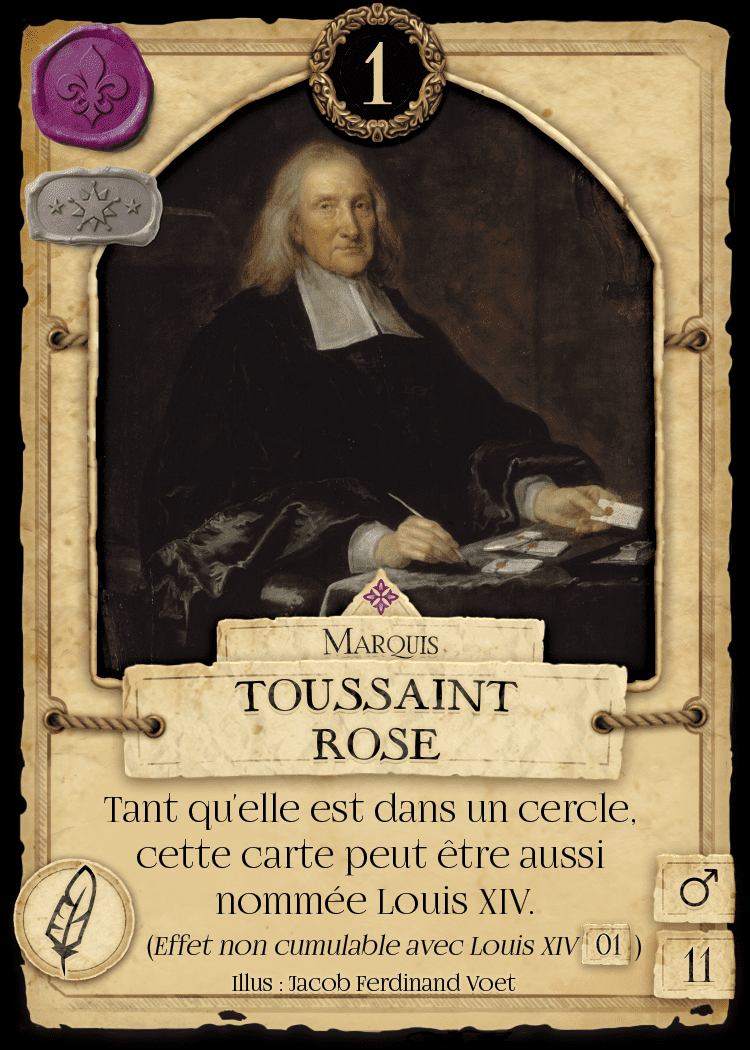 1
Marquis
TOUSSAINT
ROSE
Tant qu'elle est dans un cercle,
cette carte peut être aussi
nommée Louis XIV.
(Effet non cumulable avec Louis XIV 01 )
Illus : Jacob Ferdinand Voet
♂
11